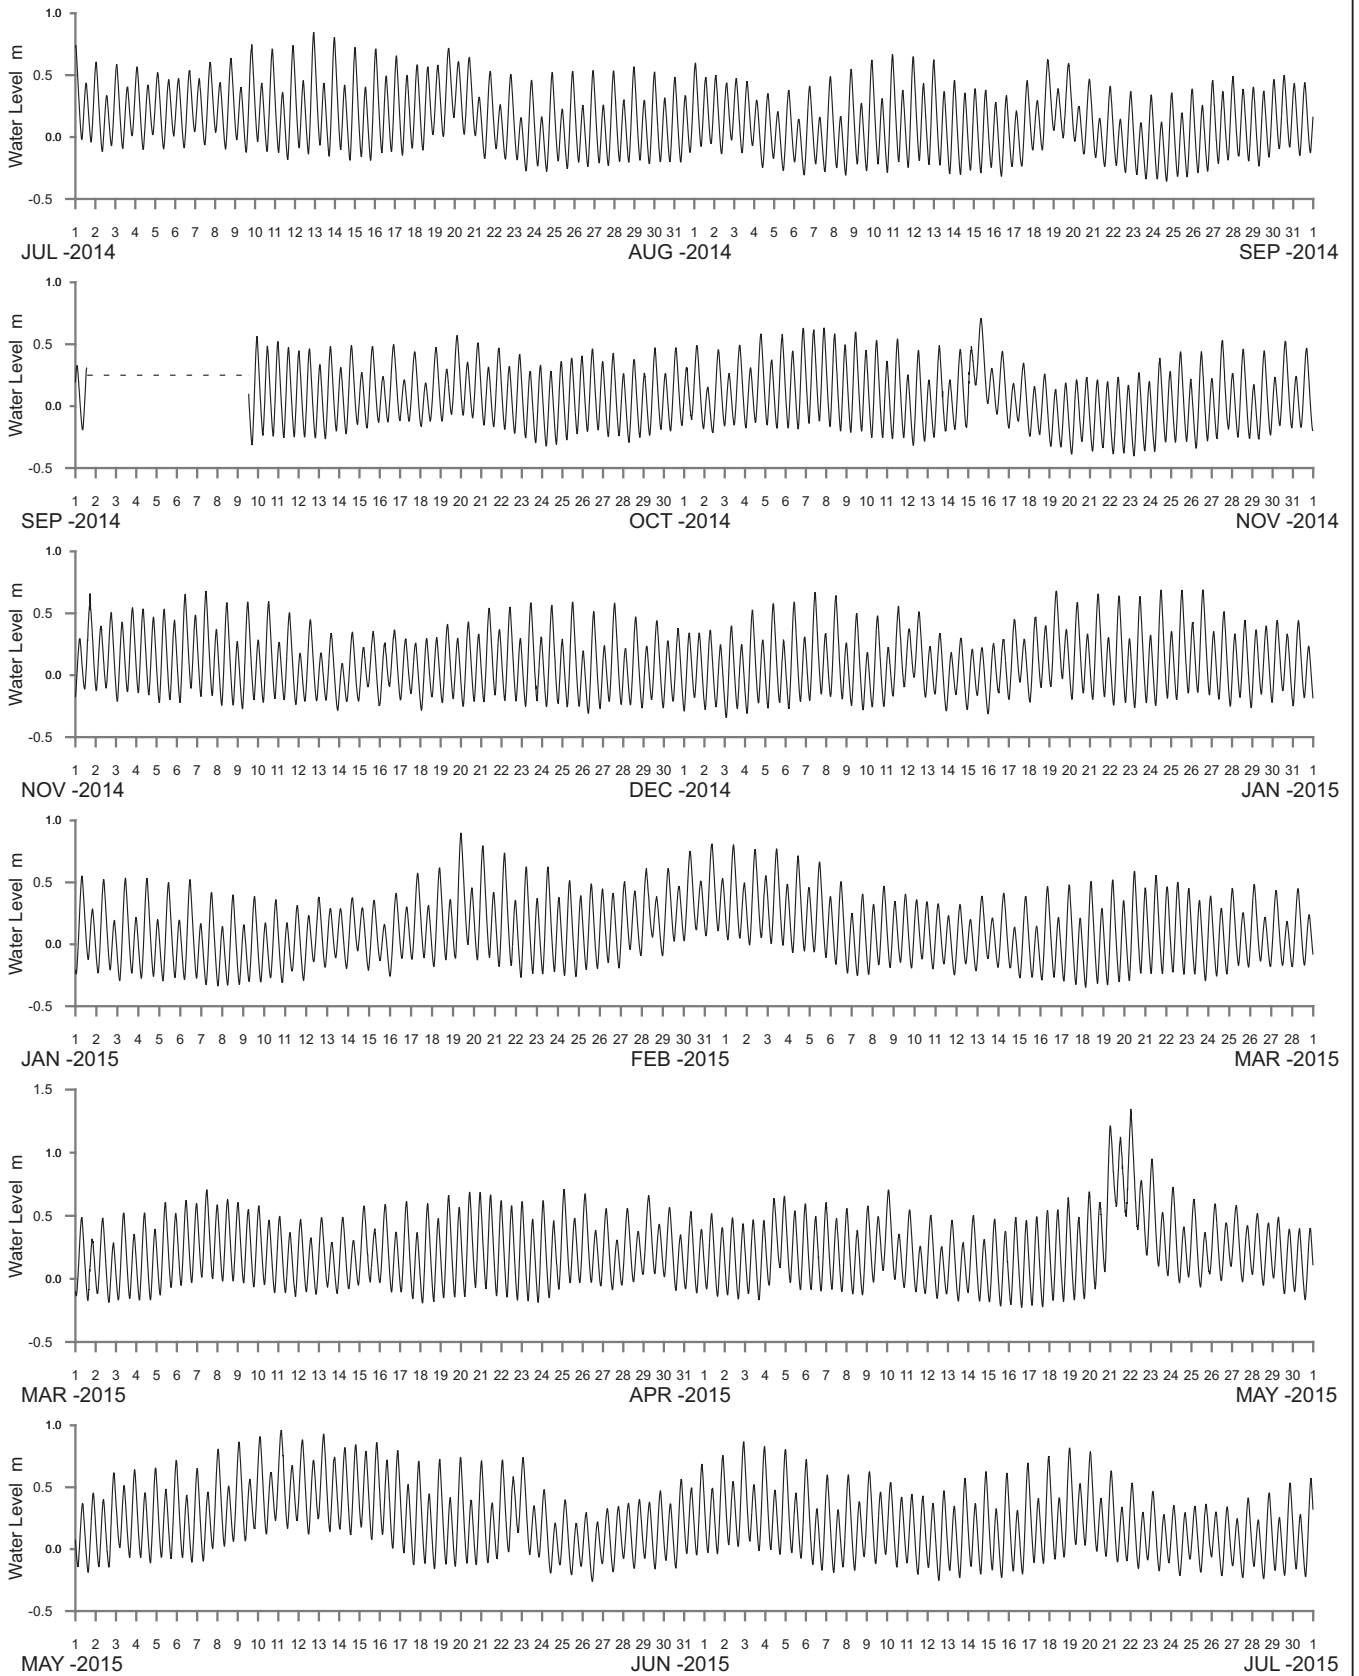 1.0
0.5
0.0
-0.5
Water Level m
1 2 3 4 5 6 7 8 9 10 11 12 13 14 15 16 17 18 19 20 21 22 23 24 25 26 27 28 29 30 31 1 2 3 4 5 6 7 8 9 10 11 12 13 14 15 16 17 18 19 20 21 22 23 24 25 26 27 28 29 30 31 1
JUL -2014 AUG -2014 SEP -2014
1.0
0.5
0.0
-0.5
Water Level m
1 2 3 4 5 6 7 8 9 10 11 12 13 14 15 16 17 18 19 20 21 22 23 24 25 26 27 28 29 30 1 2 3 4 5 6 7 8 9 10 11 12 13 14 15 16 17 18 19 20 21 22 23 24 25 26 27 28 29 30 31 1
SEP -2014 OCT -2014 NOV -2014
1.0
0.5
0.0
-0.5
Water Level m
1 2 3 4 5 6 7 8 9 10 11 12 13 14 15 16 17 18 19 20 21 22 23 24 25 26 27 28 29 30 1 2 3 4 5 6 7 8 9 10 11 12 13 14 15 16 17 18 19 20 21 22 23 24 25 26 27 28 29 30 31 1
NOV -2014 DEC -2014 JAN -2015
1.0
0.5
0.0
-0.5
Water Level m
1 2 3 4 5 6 7 8 9 10 11 12 13 14 15 16 17 18 19 20 21 22 23 24 25 26 27 28 29 30 31 1 2 3 4 5 6 7 8 9 10 11 12 13 14 15 16 17 18 19 20 21 22 23 24 25 26 27 28 1
JAN -2015 FEB -2015 MAR -2015
1.5
1.0
0.5
0.0
-0.5
Water Level m
1 2 3 4 5 6 7 8 9 10 11 12 13 14 15 16 17 18 19 20 21 22 23 24 25 26 27 28 29 30 31 1 2 3 4 5 6 7 8 9 10 11 12 13 14 15 16 17 18 19 20 21 22 23 24 25 26 27 28 29 30 1
MAR -2015 APR -2015 MAY -2015
1.0
0.5
0.0
-0.5
Water Level m
1 2 3 4 5 6 7 8 9 10 11 12 13 14 15 16 17 18 19 20 21 22 23 24 25 26 27 28 29 30 31 1 2 3 4 5 6 7 8 9 10 11 12 13 14 15 16 17 18 19 20 21 22 23 24 25 26 27 28 29 30 1
MAY -2015 JUN -2015 JUL -2015